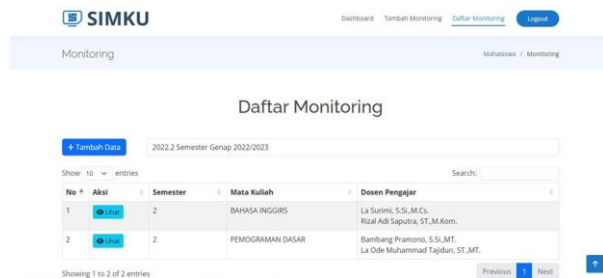 SIMKU
Dashboard Tambah Monitoring Daftar Monitoring Logout
Monitoring
Mahasiswa / Monitoring
Daftar Monitoring
+ Tambah Data
2022.2 Semester Genap 2022/2023
Show 10 entries
Search:
No Aksi Semester Mata Kuliah Dosen Pengajar
1 Lihat 2 BAHASA INGGIRS La Surimi, S.Si.,M.Cs.
Rizal Adi Saputra, ST.,M.Kom.
2 Lihat 2 PEMOGRAMAN DASAR Bambang Pramono, S.Si.,MT.
La Ode Muhammad Tajidun, ST.,MT.
Showing 1 to 2 of 2 entries
Previous 1 Next